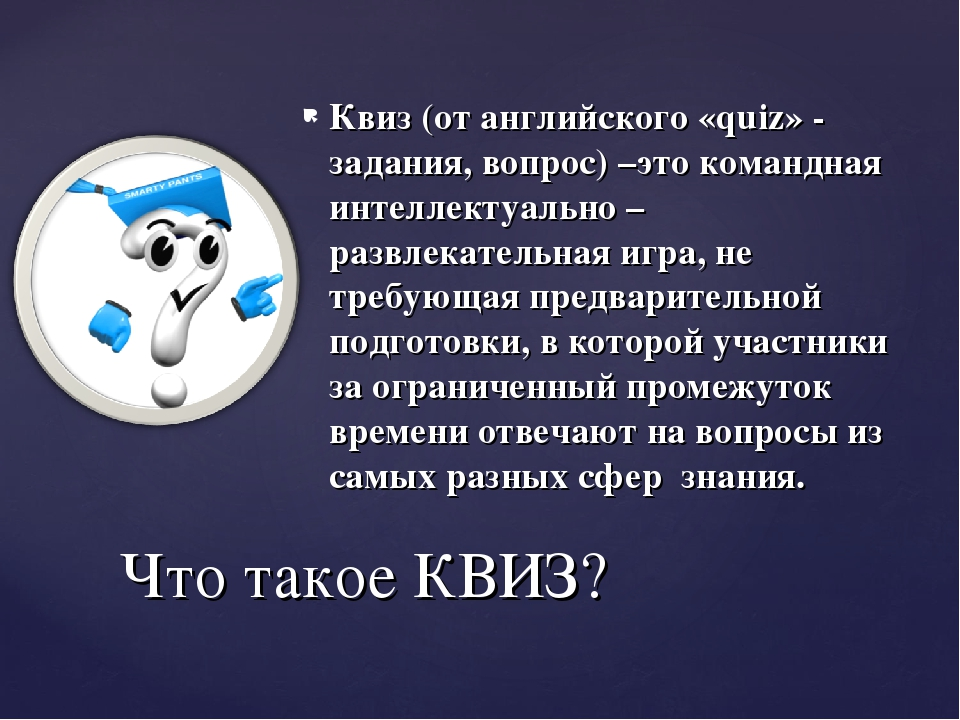 SMARTY PANTS
Квиз (от английского «quiz» -
задания, вопрос) –это командная
интеллектуально –
развлекательная игра, не
требующая предварительной
подготовки, в которой участники
за ограниченный промежуток
времени отвечают на вопросы из
самых разных сфер  знания.
Что такое КВИЗ?